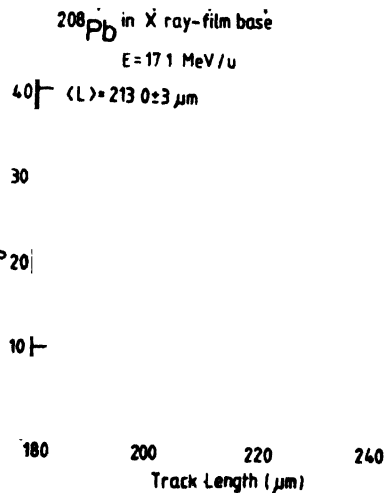 208Pb in X ray-film base
E = 17 1 MeV/u
40 ⟨L⟩ = 213 0±3 µm
30
20
10
180 200 220 240
Track Length (µm)